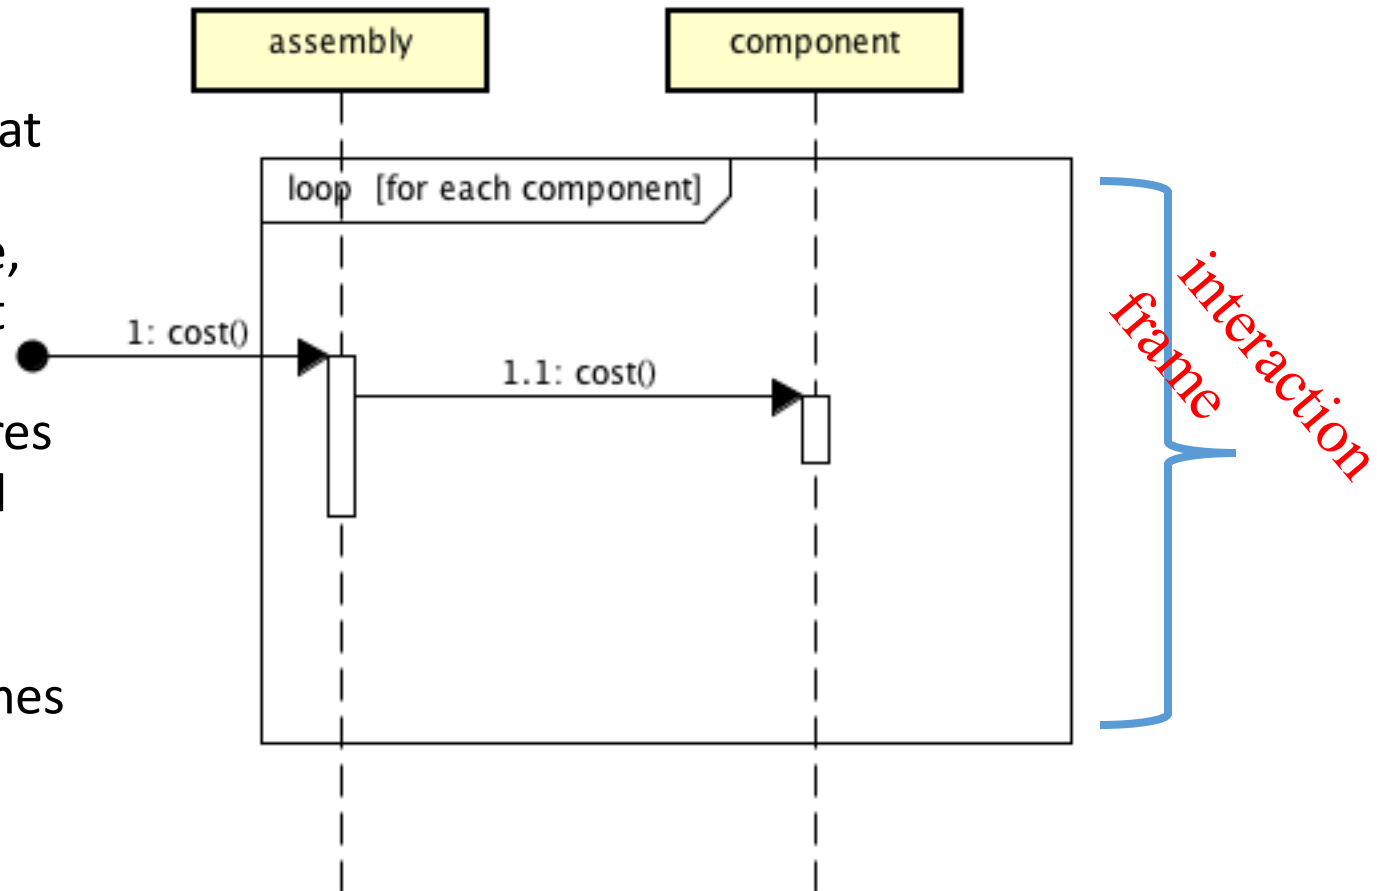 assembly
component
at
loop [for each component]
e,
t
1: cost()
1.1: cost()
res
l
nes
interaction
frame